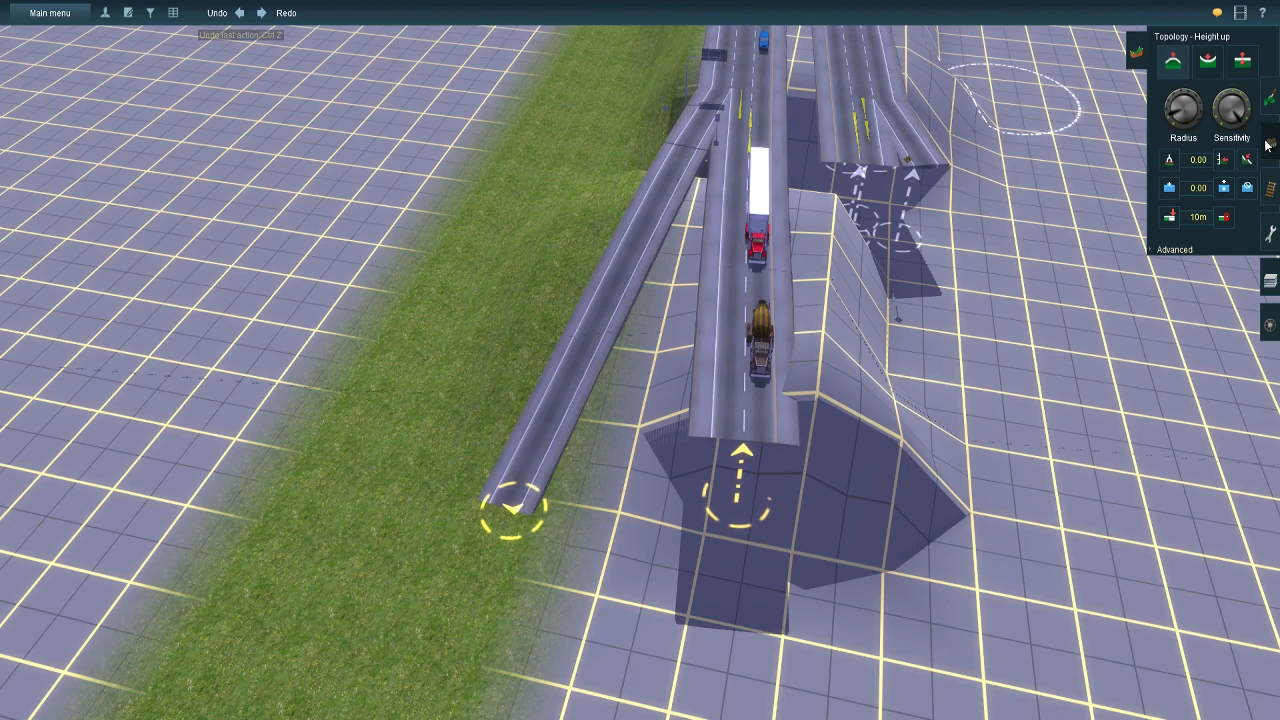 Main menu
Undo
Redo
Undo last action 'Ctrl Z'
Topology - Height up
Radius
Sensitivity
0.00
0.00
10m
Advanced